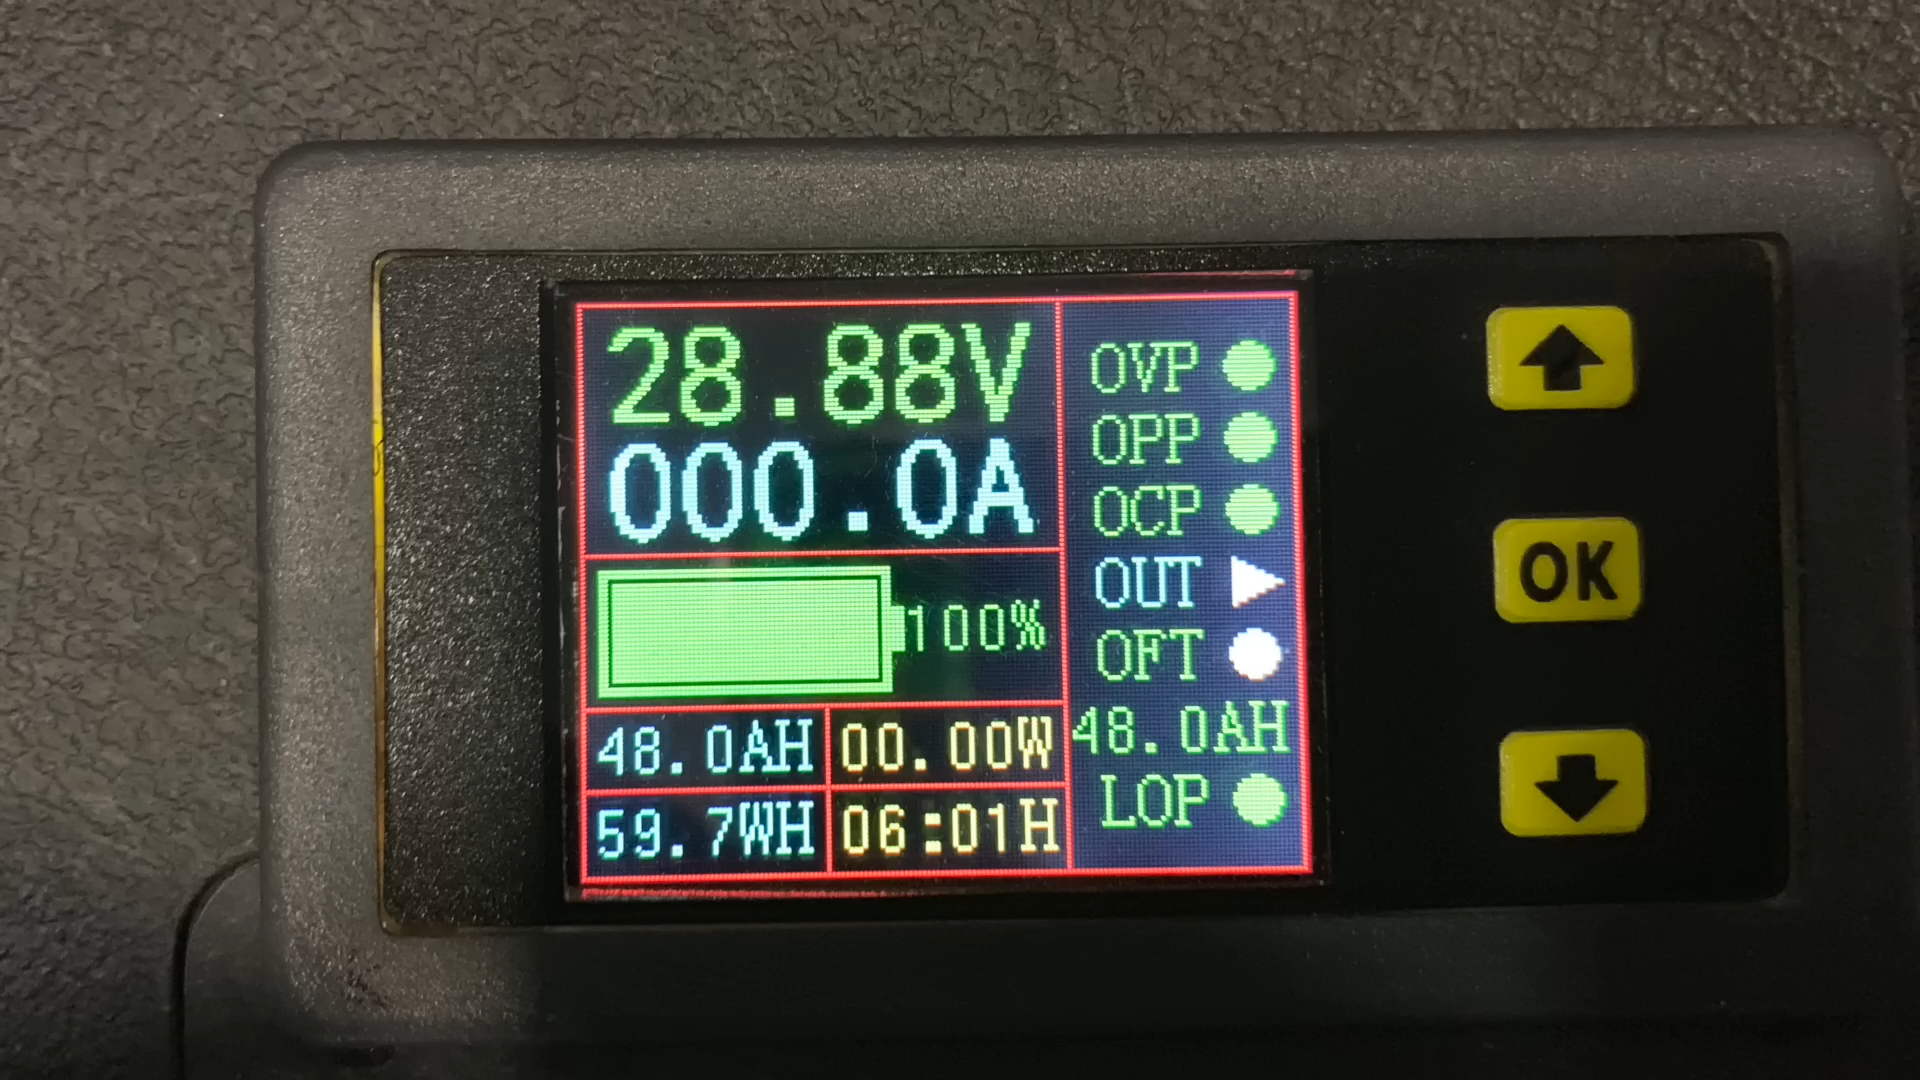 28.88V
000.0A
100%
48.0AH 00.00W
59.7WH 06:01H
OVP
OPP
OCP
OUT
OFT
48.0AH
LOP
OK